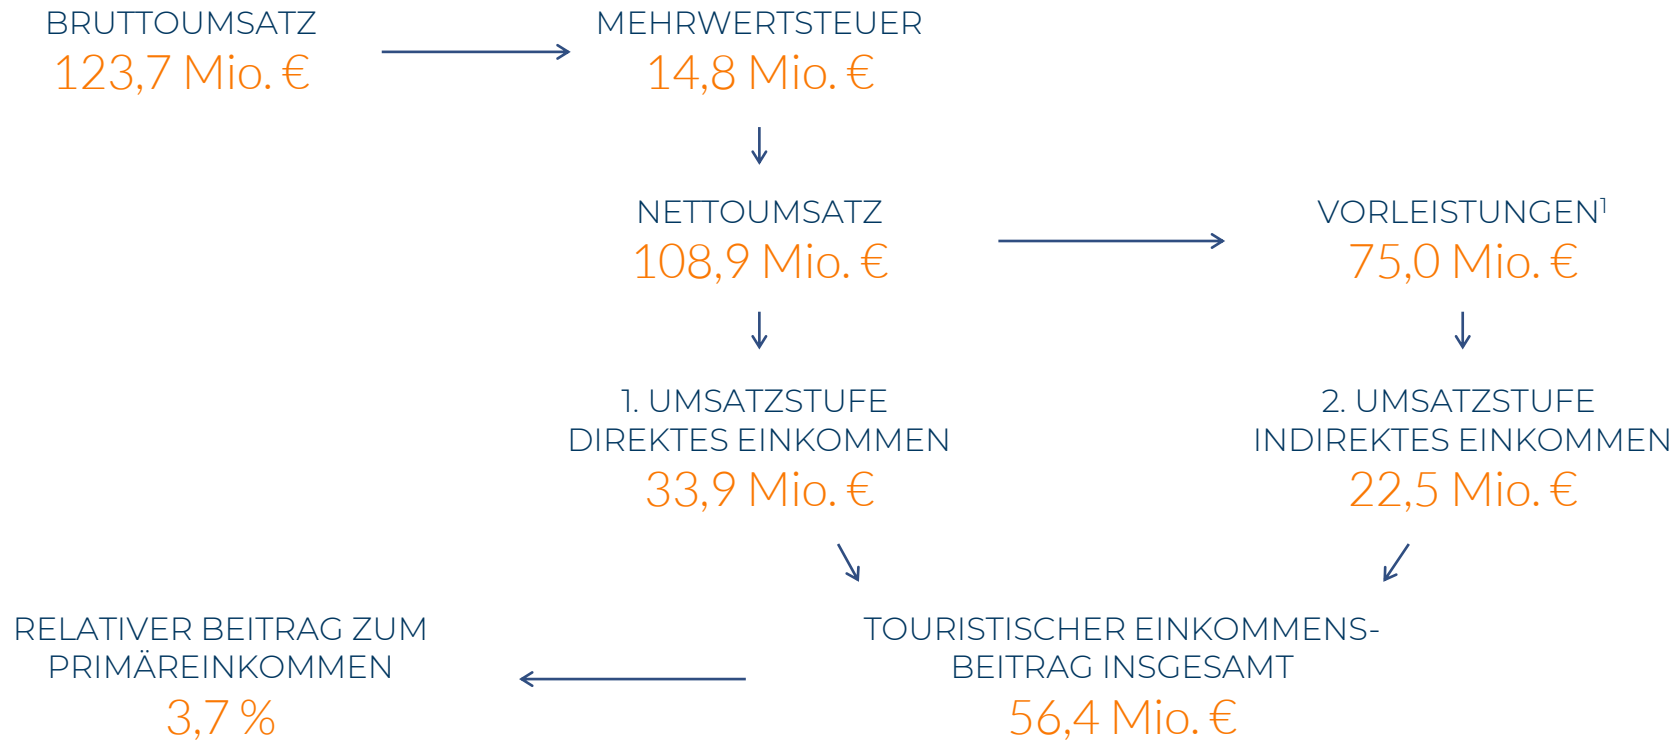 BRUTTOUMSATZ
123,7 Mio. €
MEHRWERTSTEUER
14,8 Mio. €
NETTOUMSATZ
108,9 Mio. €
VORLEISTUNGEN¹
75,0 Mio. €
1. UMSATZSTUFE
DIREKTES EINKOMMEN
33,9 Mio. €
2. UMSATZSTUFE
INDIREKTES EINKOMMEN
22,5 Mio. €
RELATIVER BEITRAG ZUM
PRIMÄREINKOMMEN
3,7 %
TOURISTISCHER EINKOMMENS-
BEITRAG INSGESAMT
56,4 Mio. €